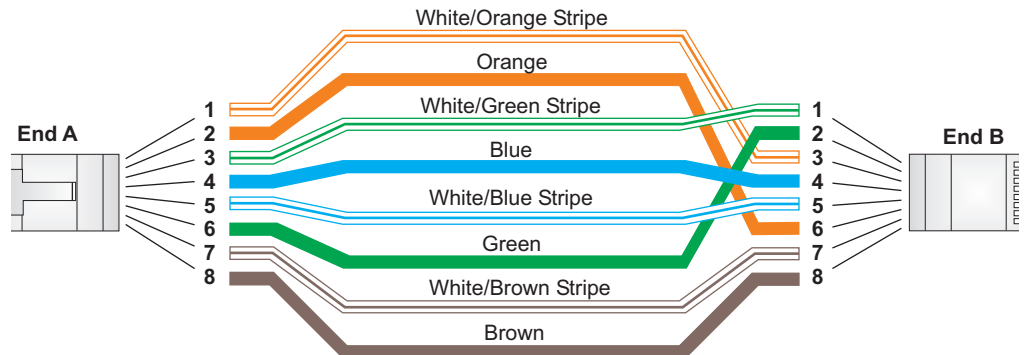 White/Orange Stripe
Orange
White/Green Stripe
Blue
White/Blue Stripe
Green
White/Brown Stripe
Brown
End A
1
2
3
4
5
6
7
8
End B
1
2
3
4
5
6
7
8